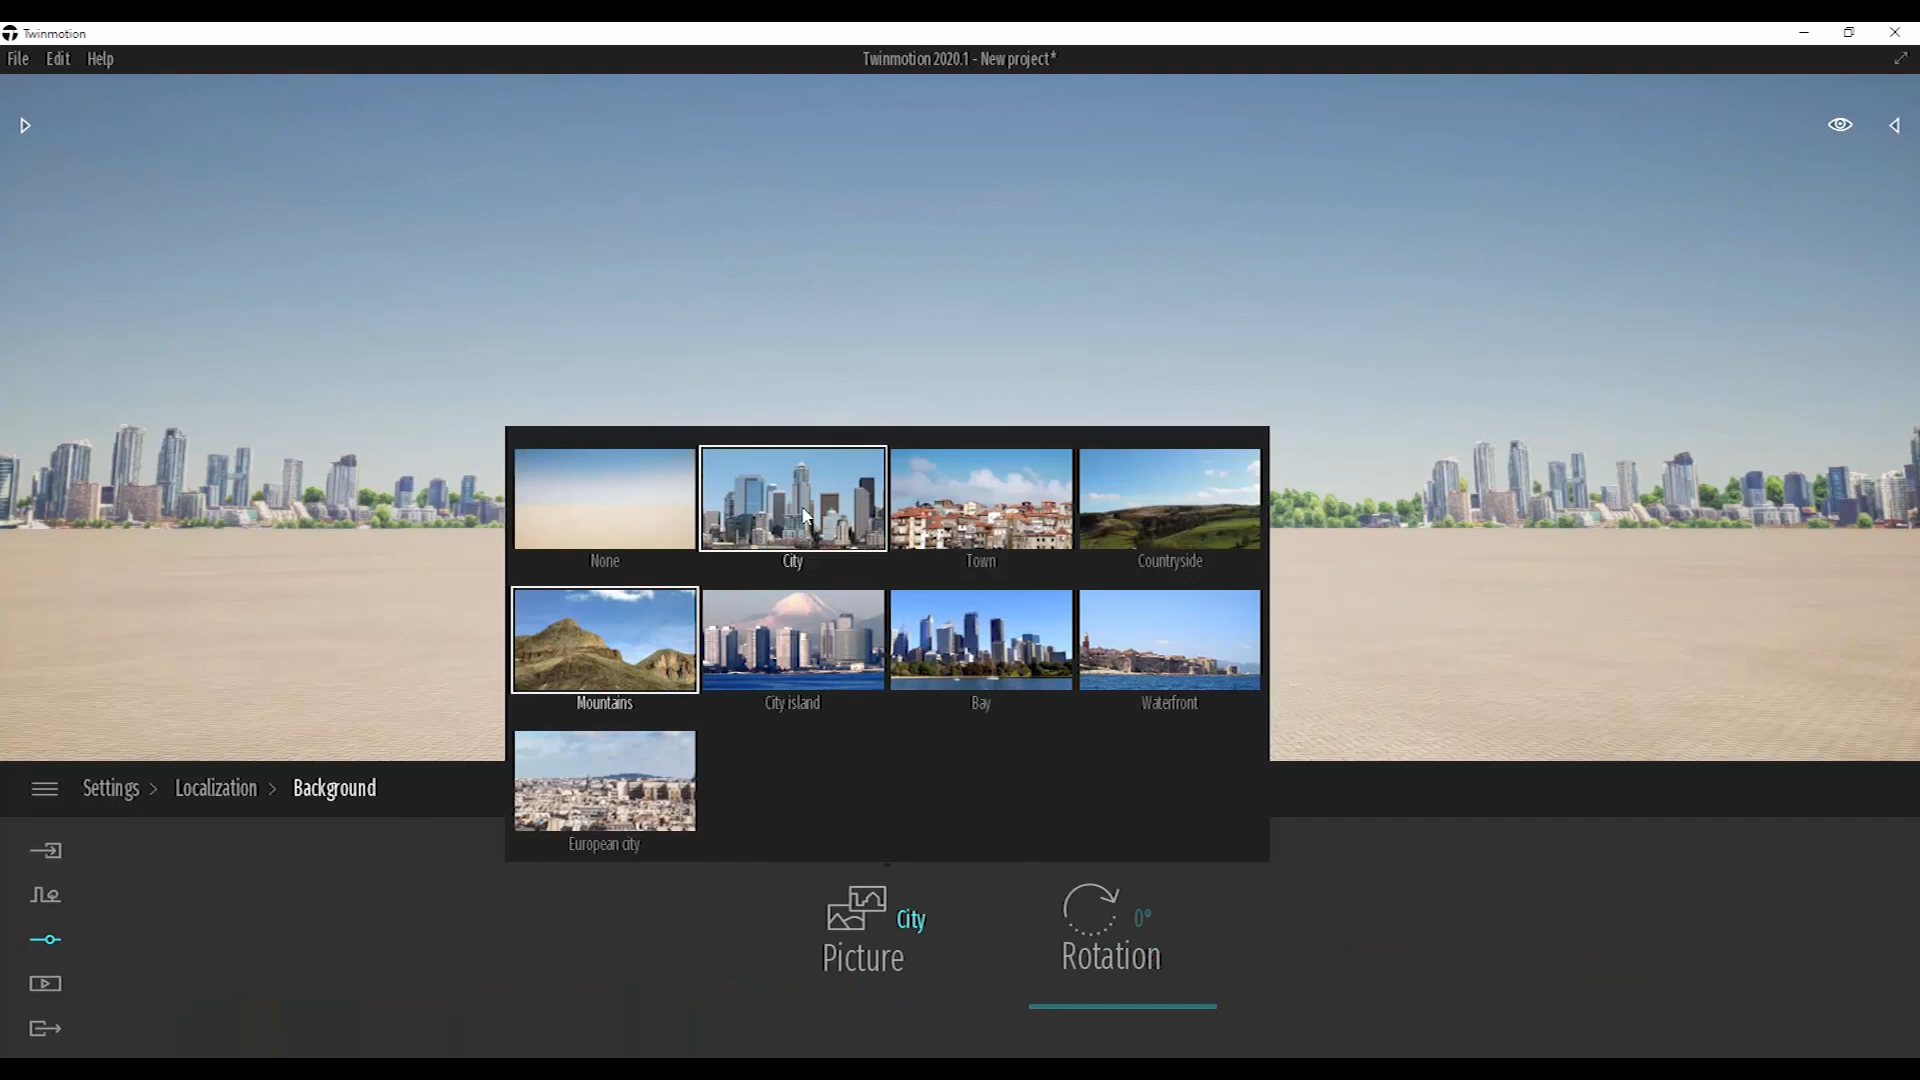 Twinmotion
File Edit Help
Twinmotion 2020.1 - New project*
None
City
Town
Countryside
Mountains
City island
Bay
Waterfront
European city
Settings > Localization > Background
City
Picture
0°
Rotation